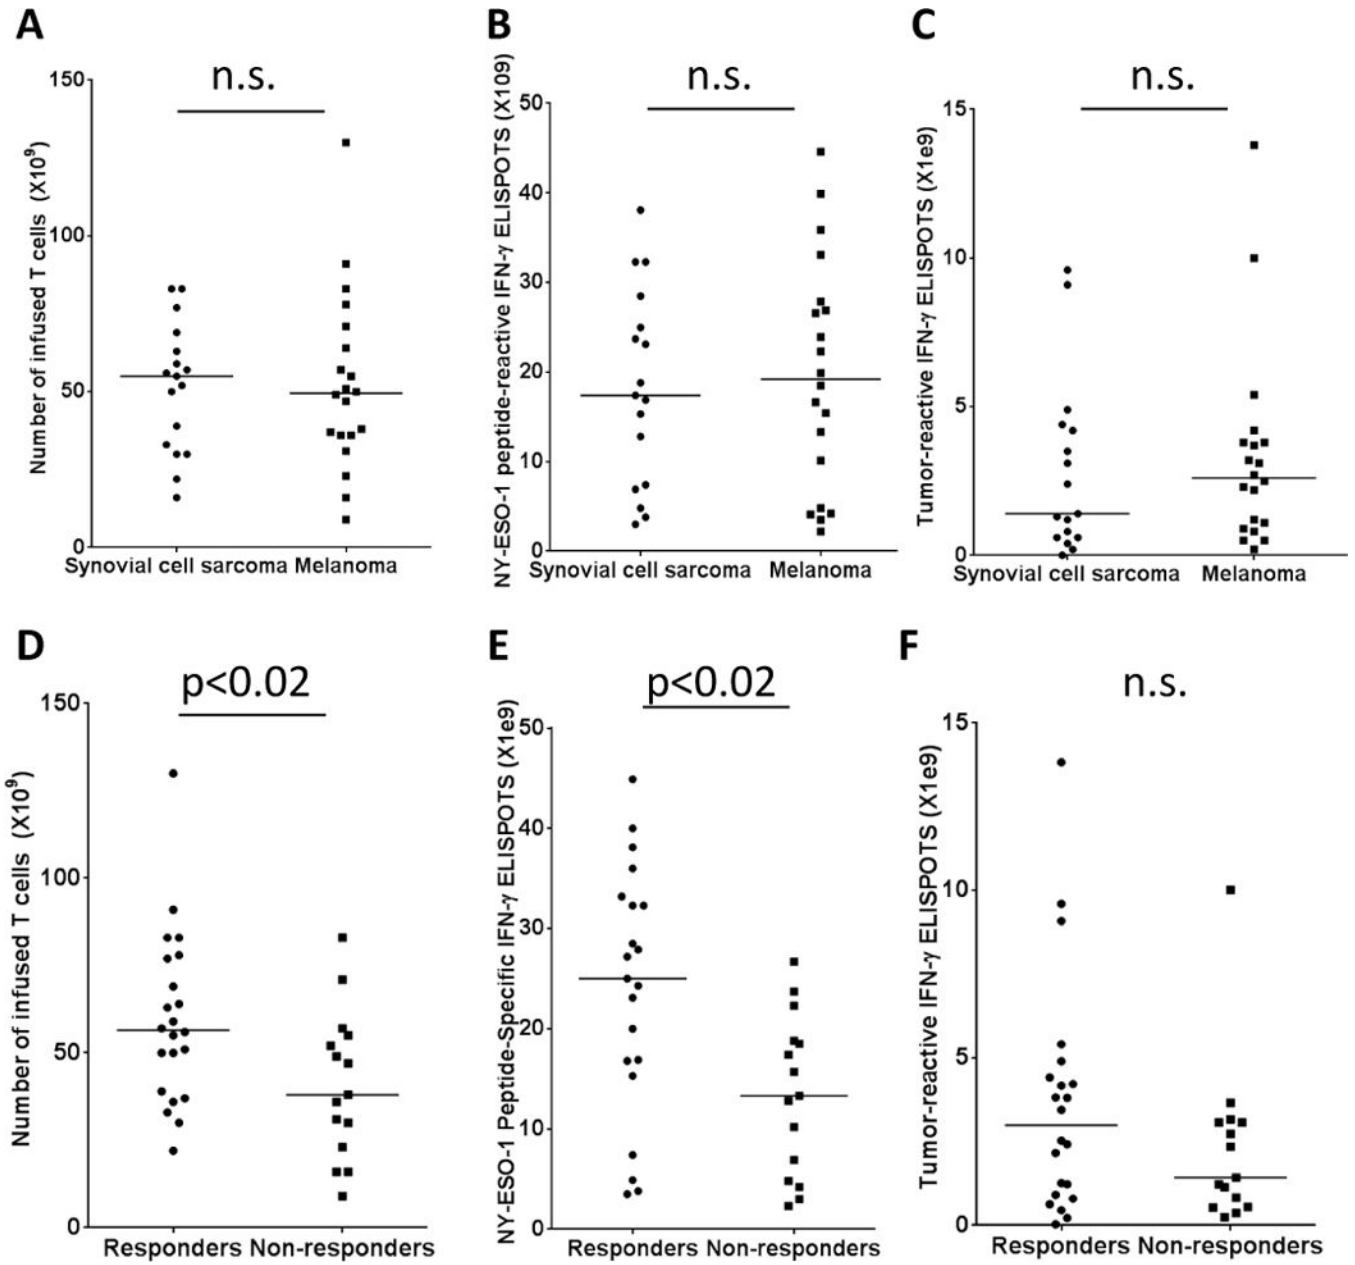 A
n.s.
Number of infused T cells (X10⁹)
150
100
50
0
Synovial cell sarcoma Melanoma
B
n.s.
NY-ESO-1 peptide-reactive IFN-γ ELISPOTS (X109)
50
40
30
20
10
0
Synovial cell sarcoma Melanoma
C
n.s.
Tumor-reactive IFN-γ ELISPOTS (X1e9)
15
10
5
0
Synovial cell sarcoma Melanoma
D
p<0.02
Number of infused T cells (X10⁹)
150
100
50
0
Responders Non-responders
E
p<0.02
NY-ESO-1 Peptide-Specific IFN-γ ELISPOTS (X1e9)
50
40
30
20
10
0
Responders Non-responders
F
n.s.
Tumor-reactive IFN-γ ELISPOTS (X1e9)
15
10
5
0
Responders Non-responders